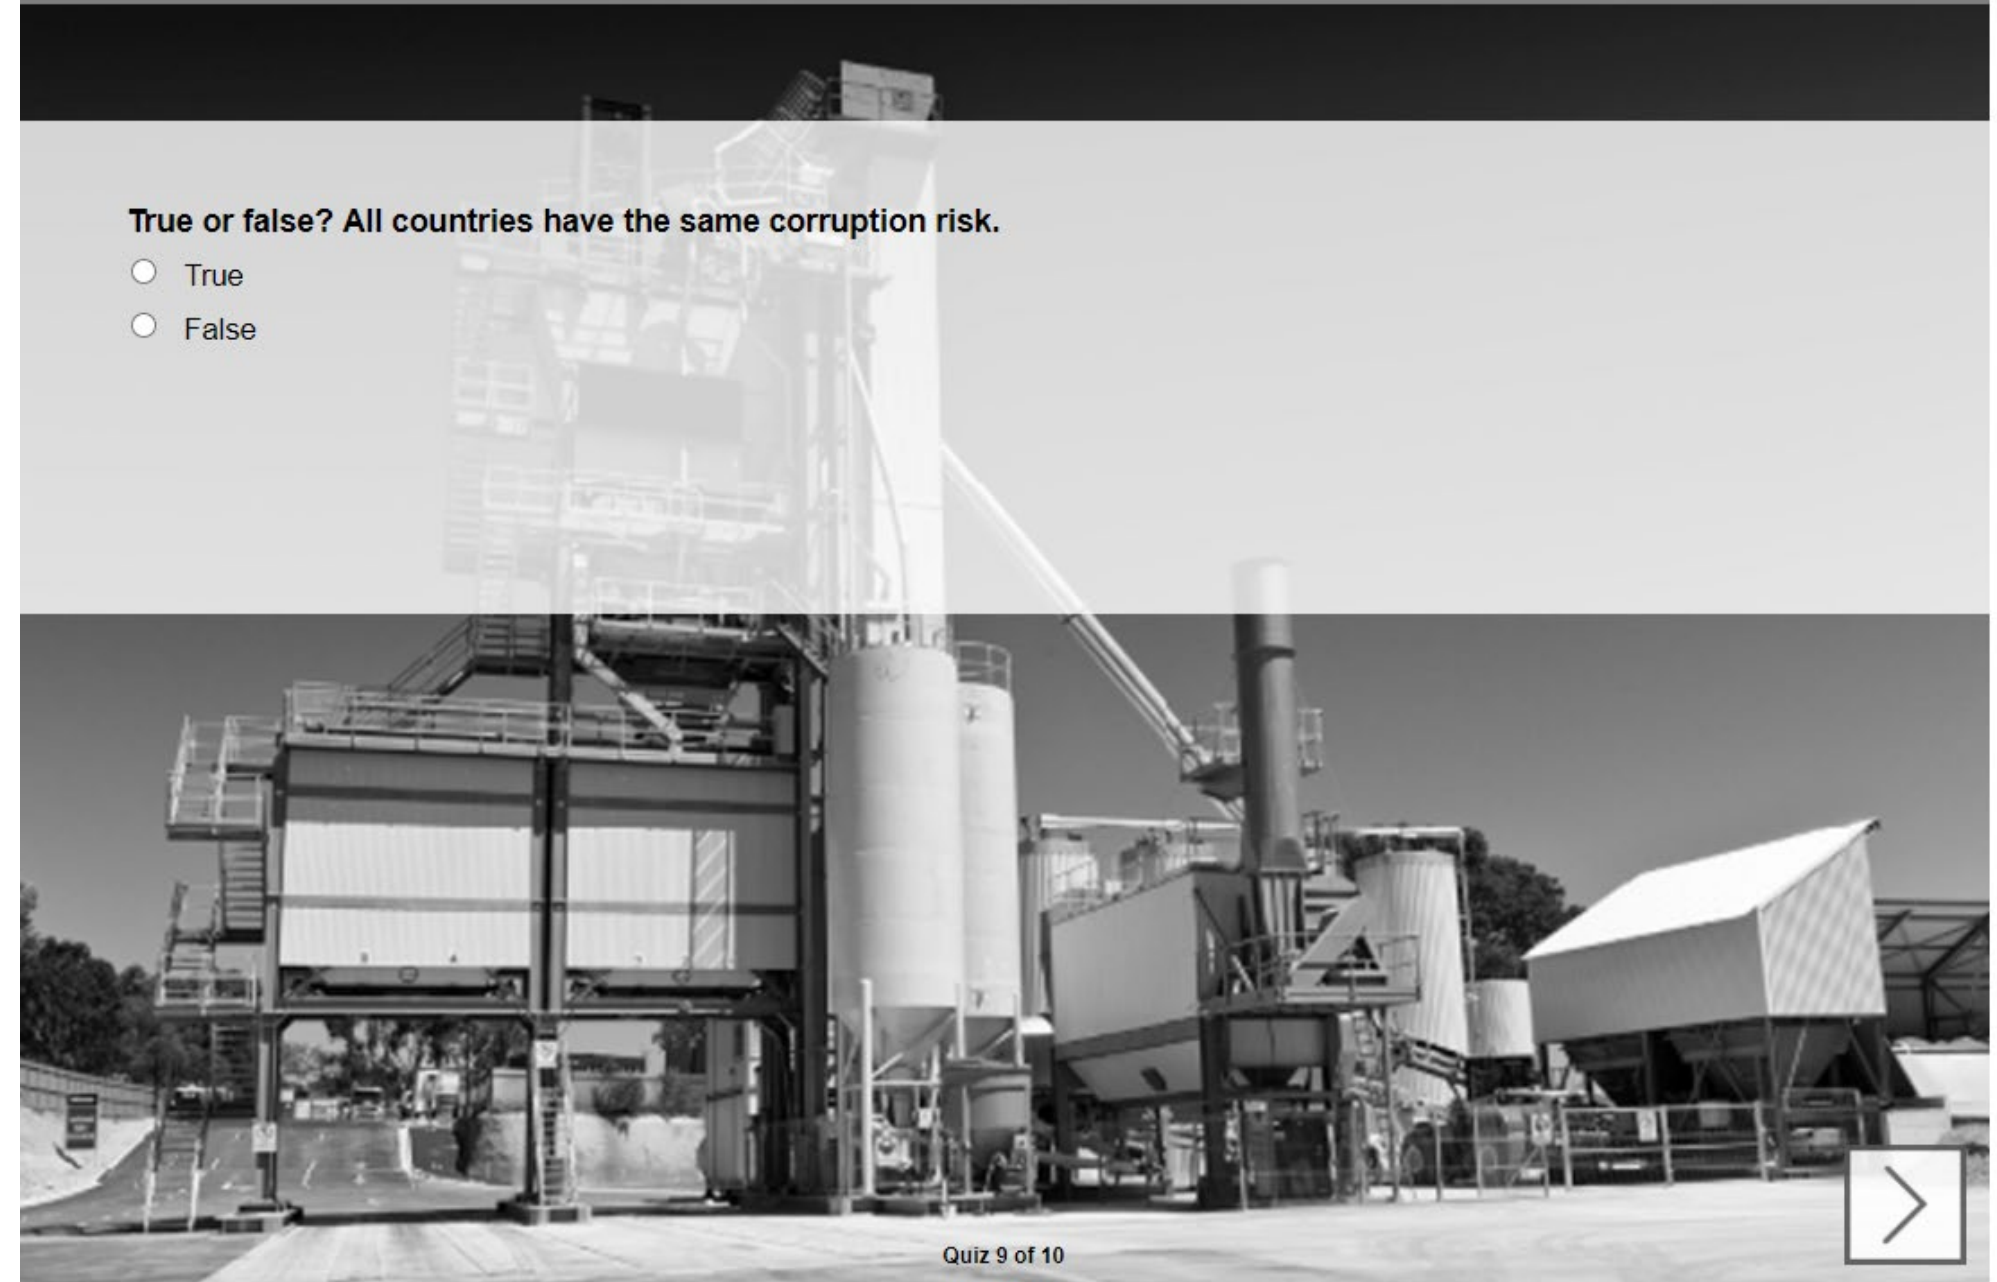 True or false? All countries have the same corruption risk.
True
False
Quiz 9 of 10